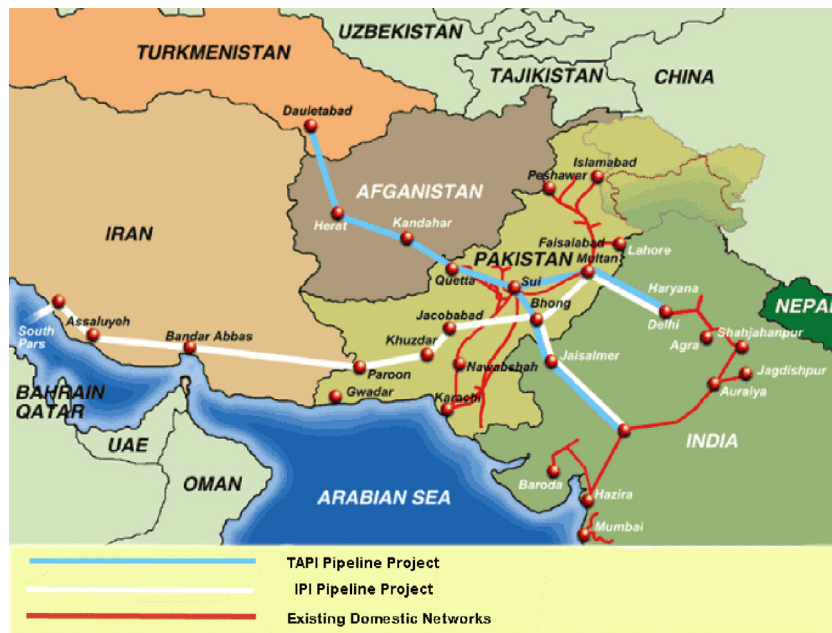 UZBEKISTAN
TURKMENISTAN
TAJIKISTAN
CHINA
Dauletabad
Islamabad
Peshawar
AFGANISTAN
Herat
Kandahar
IRAN
Faisalabad
Lahore
PAKISTAN
Multan
Quetta
Sui
Haryana
NEPAL
Bhong
Delhi
Assaluyeh
South
Pars
Jacobabad
Shahjahanpur
Bandar Abbas
Khuzdar
Agra
Jaisalmer
Paroon
Nawabshah
Jagdishpur
BAHRAIN
QATAR
Gwadar
Karachi
Auraiya
UAE
INDIA
OMAN
ARABIAN SEA
Baroda
Hazira
Mumbai
TAPI Pipeline Project
IPI Pipeline Project
Existing Domestic Networks